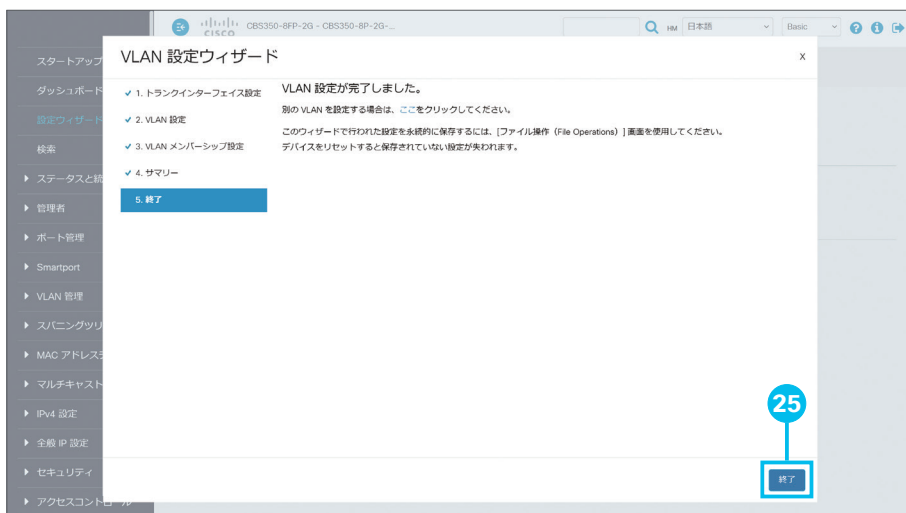 CISCO
CBS350-8FP-2G - CBS350-8P-2G-...
HM
日本語
Basic
スタートアップ
ダッシュボード
設定ウィザード
検索
ステータスと統
管理者
ポート管理
Smartport
VLAN 管理
スパニングツリ
MAC アドレステ
マルチキャスト
IPv4 設定
全般 IP 設定
セキュリティ
アクセスコントロール
VLAN 設定ウィザード
x
1. トランクインターフェイス設定
2. VLAN 設定
3. VLAN メンバーシップ設定
4. サマリー
5. 終了
VLAN 設定が完了しました。
別の VLAN を設定する場合は、ここをクリックしてください。
このウィザードで行われた設定を永続的に保存するには、[ファイル操作（File Operations）] 画面を使用してください。
デバイスをリセットすると保存されていない設定が失われます。
25
終了